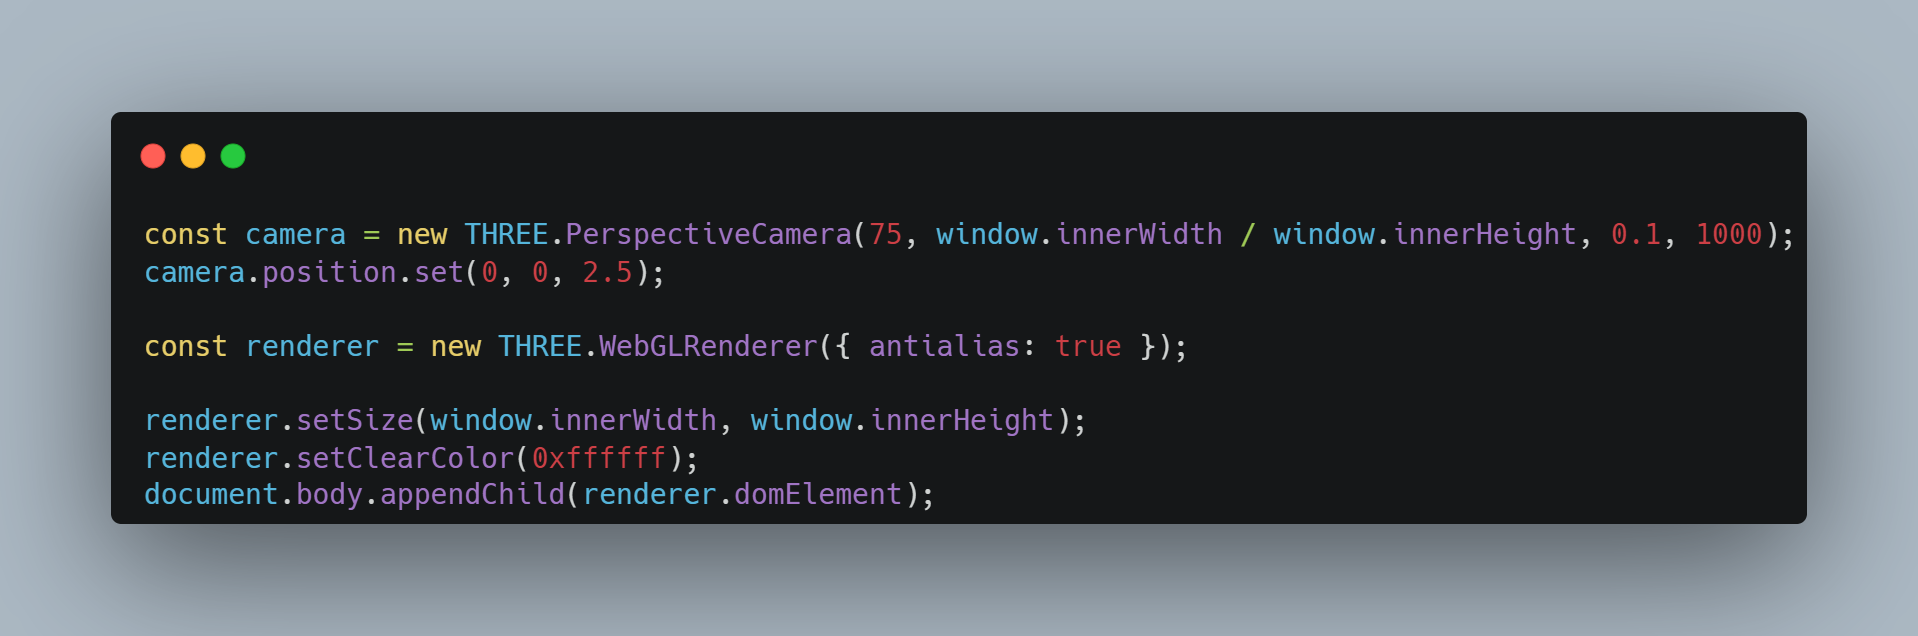 const camera = new THREE.PerspectiveCamera(75, window.innerWidth / window.innerHeight, 0.1, 1000);
camera.position.set(0, 0, 2.5);
const renderer = new THREE.WebGLRenderer({ antialias: true });
renderer.setSize(window.innerWidth, window.innerHeight);
renderer.setClearColor(0xffffff);
document.body.appendChild(renderer.domElement);